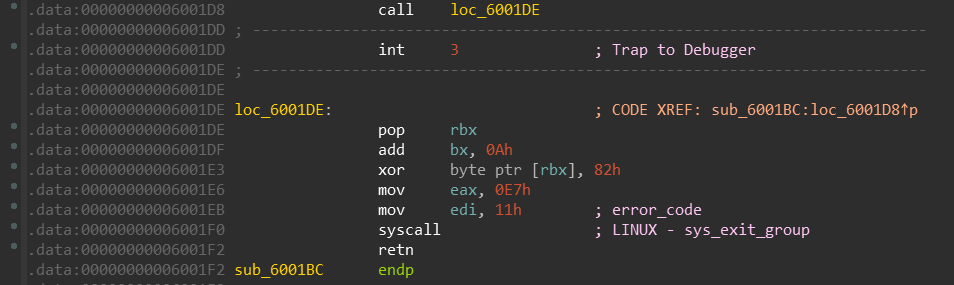 .data:00000000006001D8 call loc_6001DE
.data:00000000006001DD ; ---------------------------------------------------------------------------
.data:00000000006001DD int 3 ; Trap to Debugger
.data:00000000006001DE ; ---------------------------------------------------------------------------
.data:00000000006001DE
.data:00000000006001DE loc_6001DE: ; CODE XREF: sub_6001BC:loc_6001D8↑p
.data:00000000006001DE pop rbx
.data:00000000006001DF add bx, 0Ah
.data:00000000006001E3 xor byte ptr [rbx], 82h
.data:00000000006001E6 mov eax, 0E7h
.data:00000000006001EB mov edi, 11h ; error_code
.data:00000000006001F0 syscall ; LINUX - sys_exit_group
.data:00000000006001F2 retn
.data:00000000006001F2 sub_6001BC endp